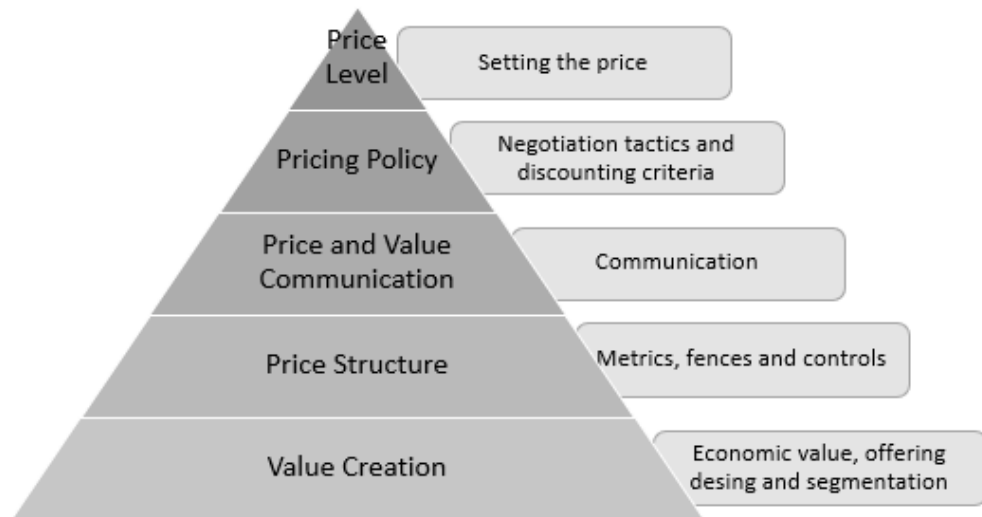 Price
Level
Setting the price
Pricing Policy
Negotiation tactics and
discounting criteria
Price and Value
Communication
Communication
Price Structure
Metrics, fences and controls
Value Creation
Economic value, offering
desing and segmentation